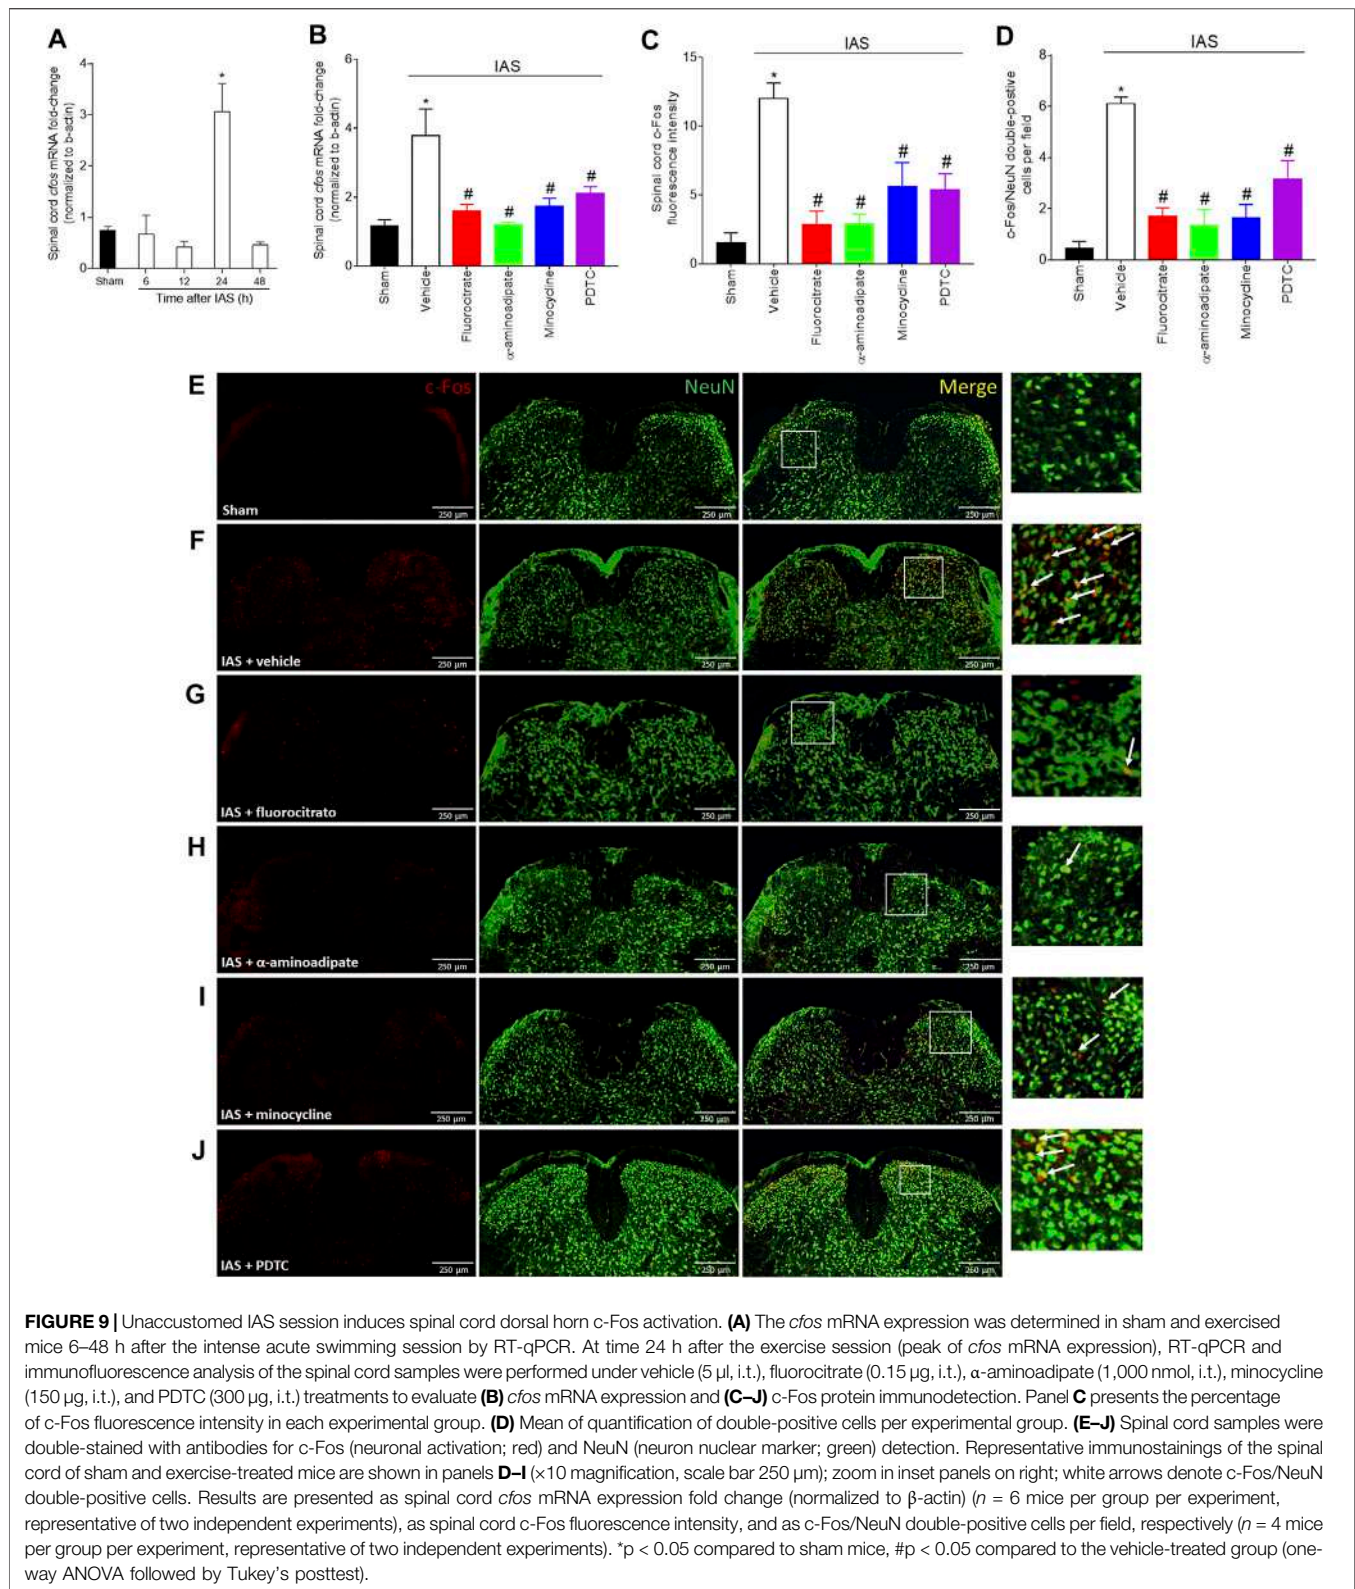 A
Spinal cord cfos mRNA fold-change
(normalized to b-actin)
4
3
2
1
0
*
Sham
6
12
24
48
Time after IAS (h)
B
Spinal cord cfos mRNA fold-change
(normalized to b-actin)
6
4
2
0
IAS
*
#
#
#
#
Sham
Vehicle
Fluorocitrate
α-aminoadipate
Minocycline
PDTC
C
Spinal cord c-Fos
fluorescence intensity
15
10
5
0
IAS
*
#
#
#
#
Sham
Vehicle
Fluorocitrate
α-aminoadipate
Minocycline
PDTC
D
c-Fos/NeuN double-postive
cells per field
8
6
4
2
0
IAS
*
#
#
#
#
Sham
Vehicle
Fluorocitrate
α-aminoadipate
Minocycline
PDTC
E
c-Fos
NeuN
Merge
Sham
250 µm
250 µm
250 µm
F
IAS + vehicle
250 µm
250 µm
250 µm
G
IAS + fluorocitrato
250 µm
250 µm
250 µm
H
IAS + α-aminoadipate
250 µm
250 µm
250 µm
I
IAS + minocycline
250 µm
250 µm
250 µm
J
IAS + PDTC
250 µm
250 µm
250 µm
FIGURE 9 | Unaccustomed IAS session induces spinal cord dorsal horn c-Fos activation. (A) The cfos mRNA expression was determined in sham and exercised
mice 6–48 h after the intense acute swimming session by RT-qPCR. At time 24 h after the exercise session (peak of cfos mRNA expression), RT-qPCR and
immunofluorescence analysis of the spinal cord samples were performed under vehicle (5 µl, i.t.), fluorocitrate (0.15 µg, i.t.), α-aminoadipate (1,000 nmol, i.t.), minocycline
(150 µg, i.t.), and PDTC (300 µg, i.t.) treatments to evaluate (B) cfos mRNA expression and (C–J) c-Fos protein immunodetection. Panel C presents the percentage
of c-Fos fluorescence intensity in each experimental group. (D) Mean of quantification of double-positive cells per experimental group. (E–J) Spinal cord samples were
double-stained with antibodies for c-Fos (neuronal activation; red) and NeuN (neuron nuclear marker; green) detection. Representative immunostainings of the spinal
cord of sham and exercise-treated mice are shown in panels D–I (×10 magnification, scale bar 250 µm); zoom in inset panels on right; white arrows denote c-Fos/NeuN
double-positive cells. Results are presented as spinal cord cfos mRNA expression fold change (normalized to β-actin) (n = 6 mice per group per experiment,
representative of two independent experiments), as spinal cord c-Fos fluorescence intensity, and as c-Fos/NeuN double-positive cells per field, respectively (n = 4 mice
per group per experiment, representative of two independent experiments). *p < 0.05 compared to sham mice, #p < 0.05 compared to the vehicle-treated group (one-
way ANOVA followed by Tukey's posttest).